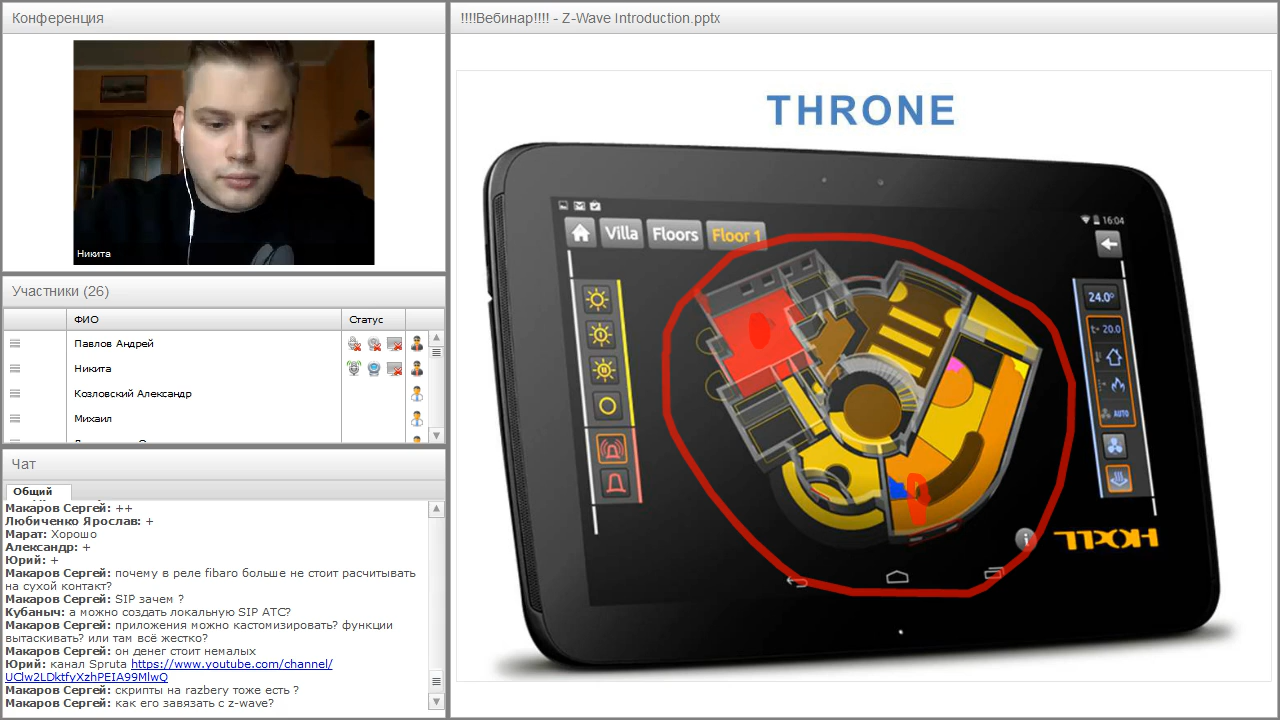 Конференция
Никита
Участники (26)
ФИО
Статус
Павлов Андрей
Никита
Козловский Александр
Михаил
Чат
Общий
Макаров Сергей: ++
Любиченко Ярослав: +
Марат: Хорошо
Александр: +
Юрий: +
Макаров Сергей: почему в реле fibaro больше не стоит расчитывать
на сухой контакт?
Макаров Сергей: SIP зачем ?
Кубаныч: а можно создать локальную SIP АТС?
Макаров Сергей: приложения можно кастомизировать? функции
вытаскивать? или там всё жестко?
Макаров Сергей: он денег стоит немалых
Юрий: канал Spruta https://www.youtube.com/channel/
UClw2LDktfyXzhPEIA99MlwQ
Макаров Сергей: скрипты на razbery тоже есть ?
Макаров Сергей: как его завязать с z-wave?
!!!!Вебинар!!!! - Z-Wave Introduction.pptx
THRONE
16:04
Villa
Floors
Floor 1
24.0°
20.0
AUTO